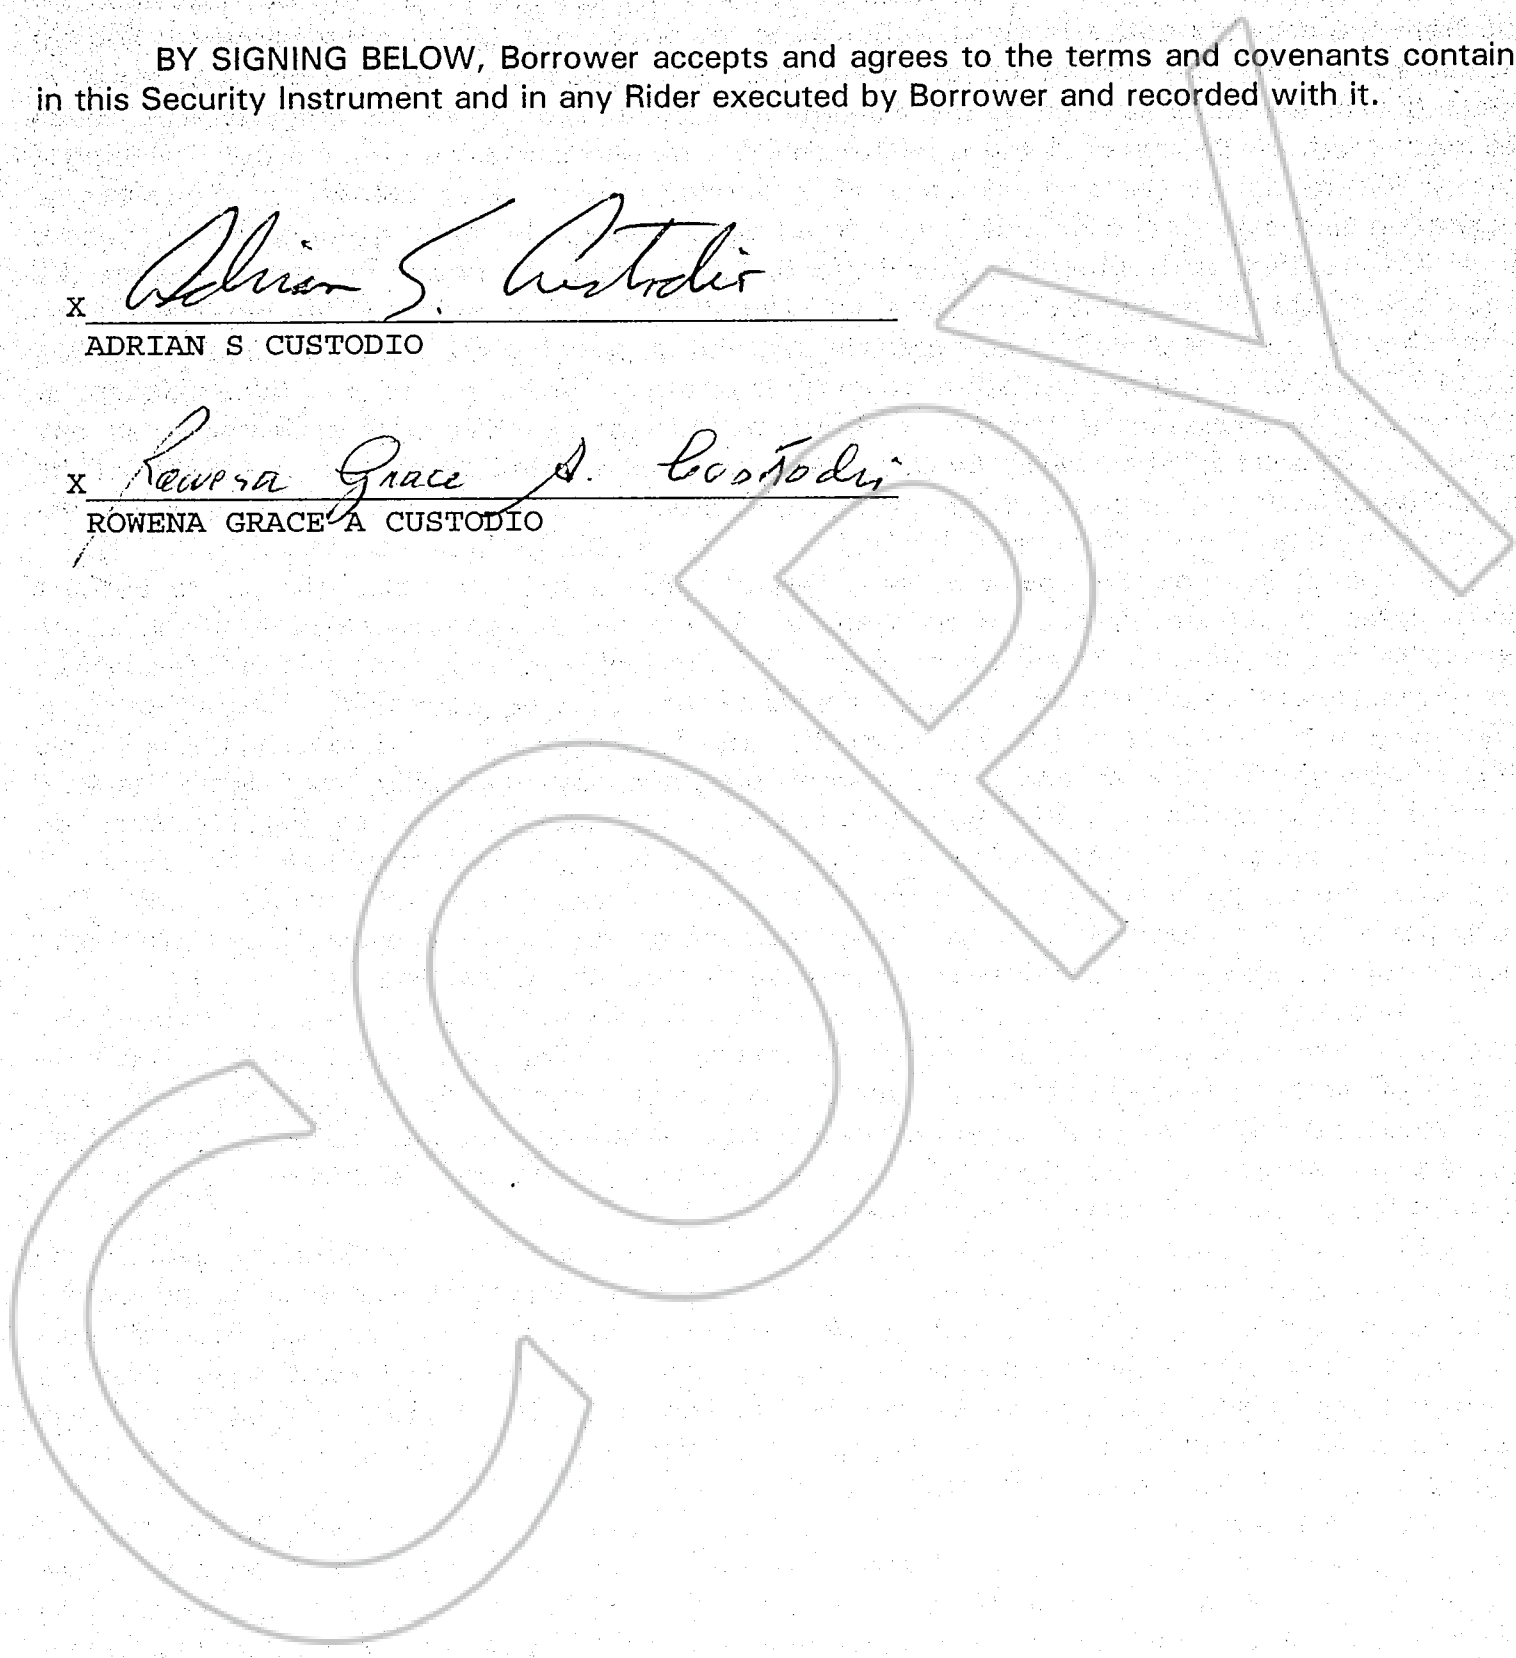 BY SIGNING BELOW, Borrower accepts and agrees to the terms and covenants contain
in this Security Instrument and in any Rider executed by Borrower and recorded with it.
X Adrian S. Custodio
ADRIAN S CUSTODIO
X Rowena Grace A. Custodio
ROWENA GRACE A CUSTODIO
COPY